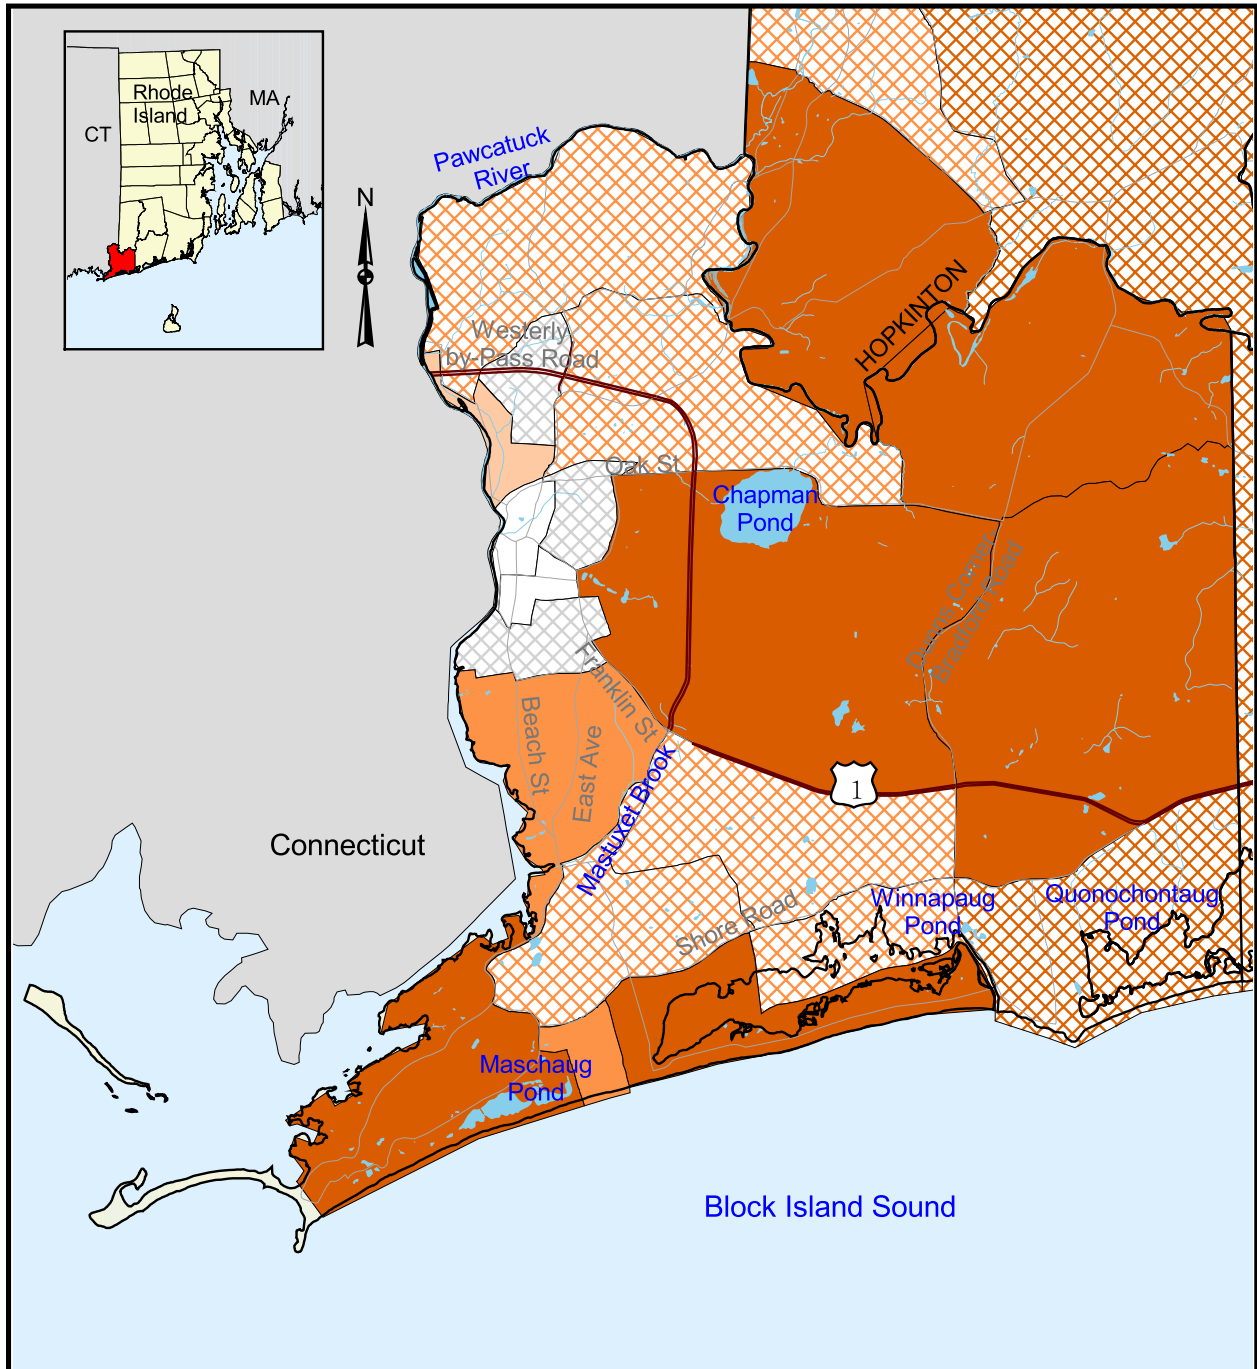 Rhode
Island
MA
CT
N
Pawcatuck
River
HOPKINTON
Westerly
by-Pass Road
Oak St
Chapman
Pond
Dunns Corner
Bradford Road
Franklin St
Beach St
East Ave
Mastuxet Brook
1
Connecticut
Shore Road
Winnapaug
Pond
Quonochontaug
Pond
Maschaug
Pond
Block Island Sound